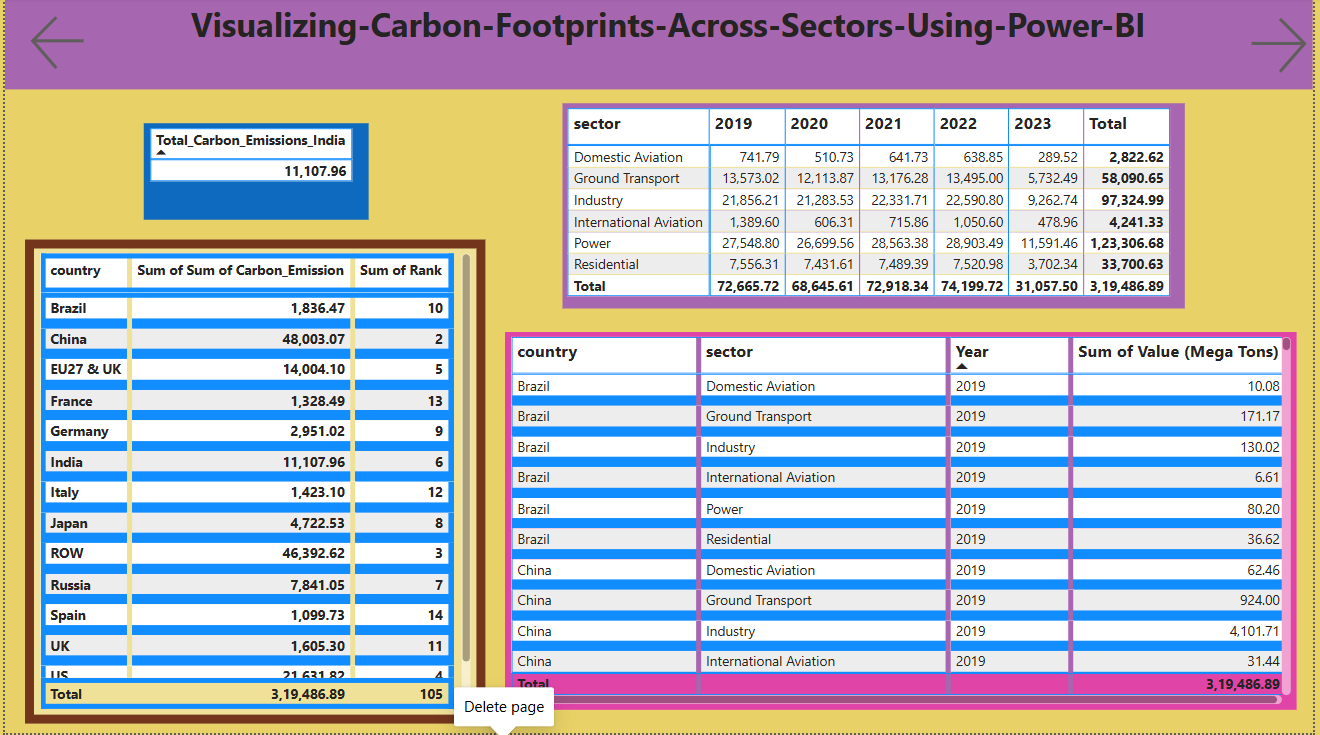 Visualizing-Carbon-Footprints-Across-Sectors-Using-Power-BI
Total_Carbon_Emissions_India
11,107.96
sector 2019 2020 2021 2022 2023 Total
Domestic Aviation 741.79 510.73 641.73 638.85 289.52 2,822.62
Ground Transport 13,573.02 12,113.87 13,176.28 13,495.00 5,732.49 58,090.65
Industry 21,856.21 21,283.53 22,331.71 22,590.80 9,262.74 97,324.99
International Aviation 1,389.60 606.31 715.86 1,050.60 478.96 4,241.33
Power 27,548.80 26,699.56 28,563.38 28,903.49 11,591.46 1,23,306.68
Residential 7,556.31 7,431.61 7,489.39 7,520.98 3,702.34 33,700.63
Total 72,665.72 68,645.61 72,918.34 74,199.72 31,057.50 3,19,486.89
country Sum of Sum of Carbon_Emission Sum of Rank
Brazil 1,836.47 10
China 48,003.07 2
EU27 & UK 14,004.10 5
France 1,328.49 13
Germany 2,951.02 9
India 11,107.96 6
Italy 1,423.10 12
Japan 4,722.53 8
ROW 46,392.62 3
Russia 7,841.05 7
Spain 1,099.73 14
UK 1,605.30 11
US 21,631.82 4
Total 3,19,486.89 105
country sector Year Sum of Value (Mega Tons)
Brazil Domestic Aviation 2019 10.08
Brazil Ground Transport 2019 171.17
Brazil Industry 2019 130.02
Brazil International Aviation 2019 6.61
Brazil Power 2019 80.20
Brazil Residential 2019 36.62
China Domestic Aviation 2019 62.46
China Ground Transport 2019 924.00
China Industry 2019 4,101.71
China International Aviation 2019 31.44
Total 3,19,486.89
Delete page